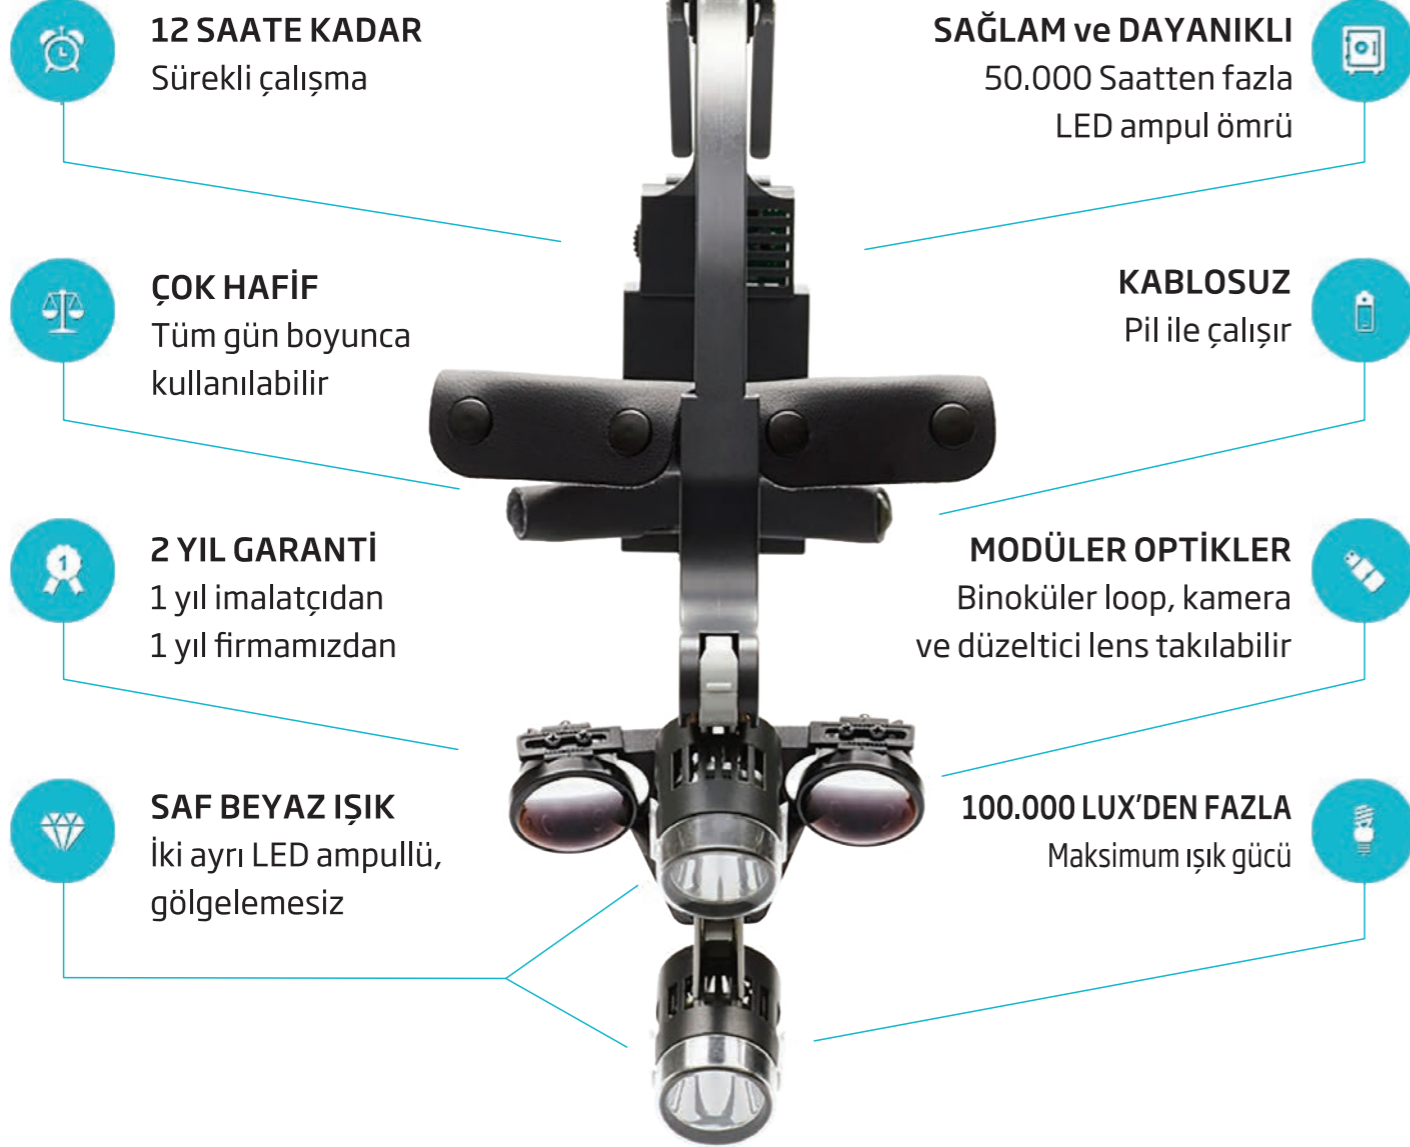 12 SAATE KADAR
Sürekli çalışma
ÇOK HAFİF
Tüm gün boyunca
kullanılabilir
2 YIL GARANTİ
1 yıl imalatçıdan
1 yıl firmamızdan
SAF BEYAZ IŞIK
İki ayrı LED ampullü,
gölgelemesiz
SAĞLAM ve DAYANIKLI
50.000 Saatten fazla
LED ampul ömrü
KABLOSUZ
Pil ile çalışır
MODÜLER OPTİKLER
Binoküler loop, kamera
ve düzeltici lens takılabilir
100.000 LUX'DEN FAZLA
Maksimum ışık gücü
1